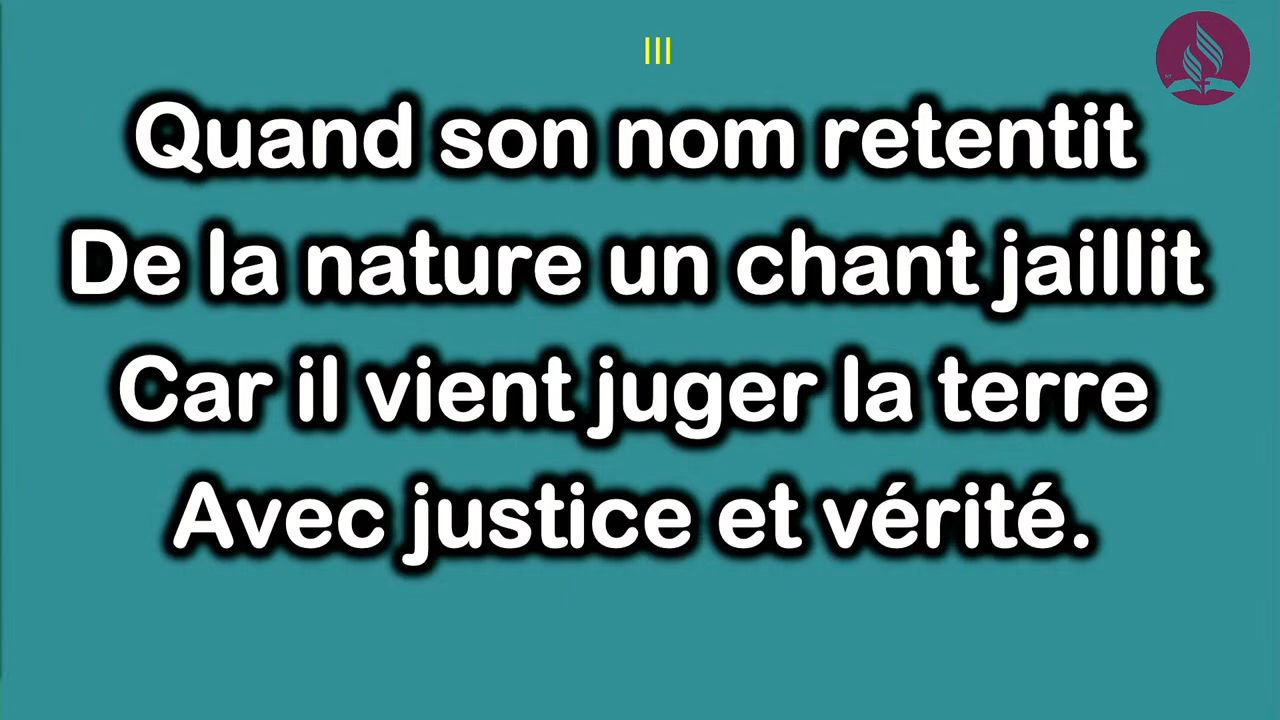 III
Quand son nom retentit
De la nature un chant jaillit
Car il vient juger la terre
Avec justice et vérité.